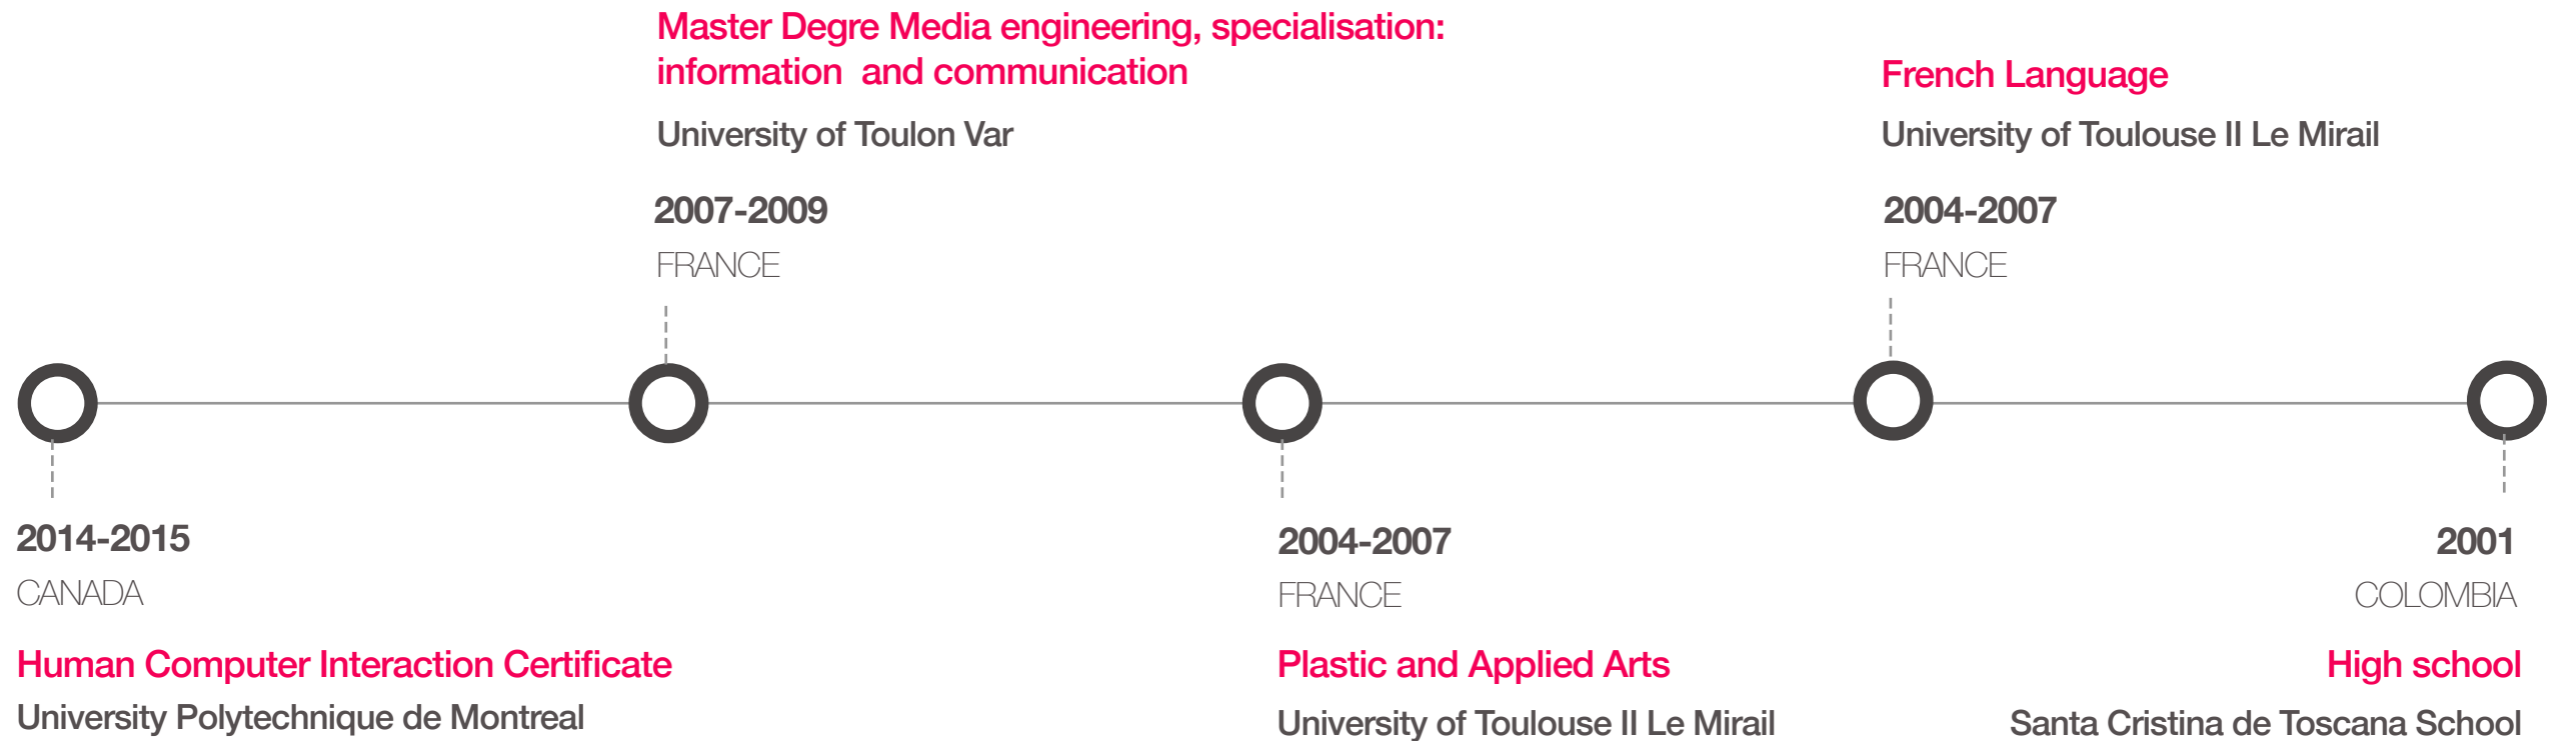 Master Degre Media engineering, specialisation:
information and communication
University of Toulon Var
2007-2009
FRANCE
French Language
University of Toulouse II Le Mirail
2004-2007
FRANCE
2014-2015
CANADA
Human Computer Interaction Certificate
University Polytechnique de Montreal
2004-2007
FRANCE
Plastic and Applied Arts
University of Toulouse II Le Mirail
2001
COLOMBIA
High school
Santa Cristina de Toscana School